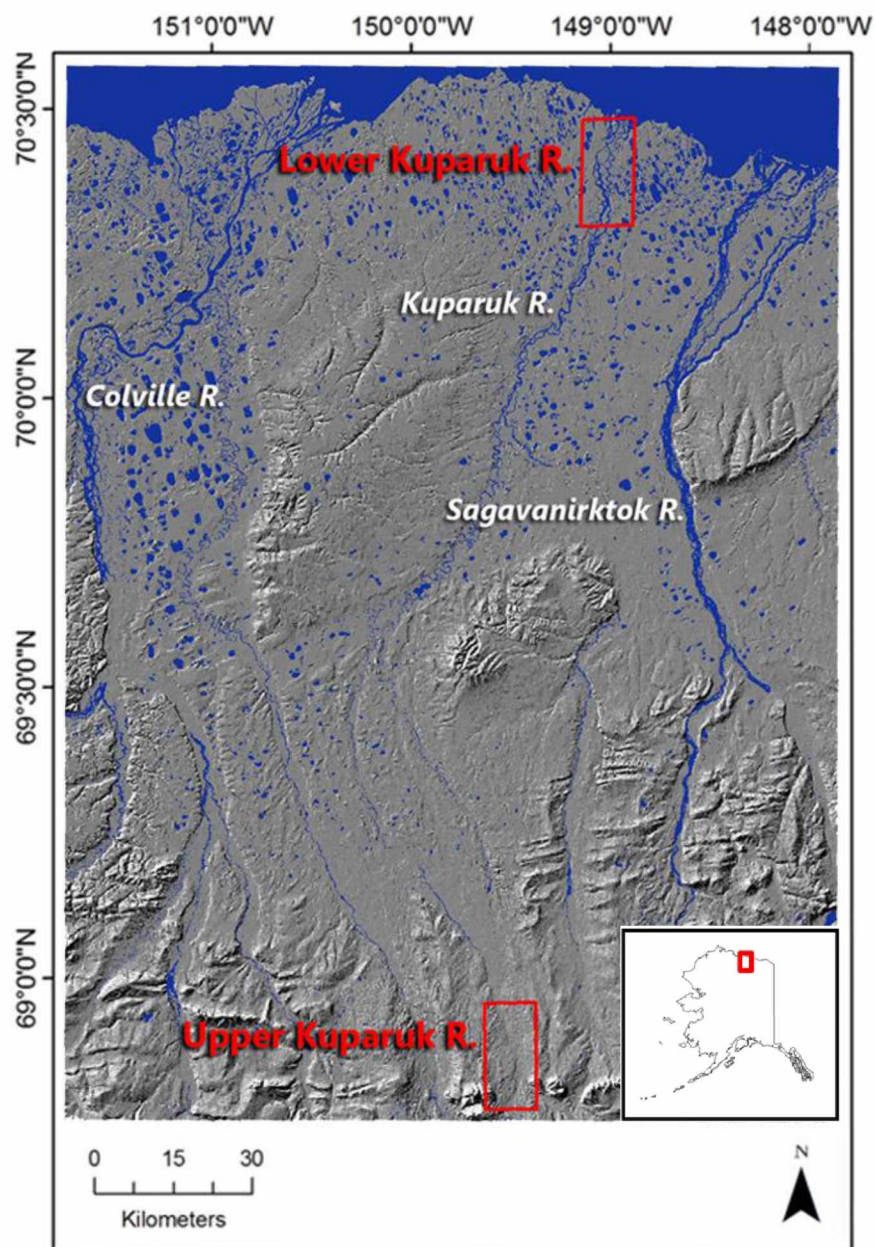 151°0'0"W 150°0'0"W 149°0'0"W 148°0'0"W
70°30'0"N
Lower Kuparuk R.
Kuparuk R.
70°0'0"N
Colville R.
Sagavanirktok R.
69°30'0"N
69°0'0"N
Upper Kuparuk R.
0 15 30
Kilometers
N